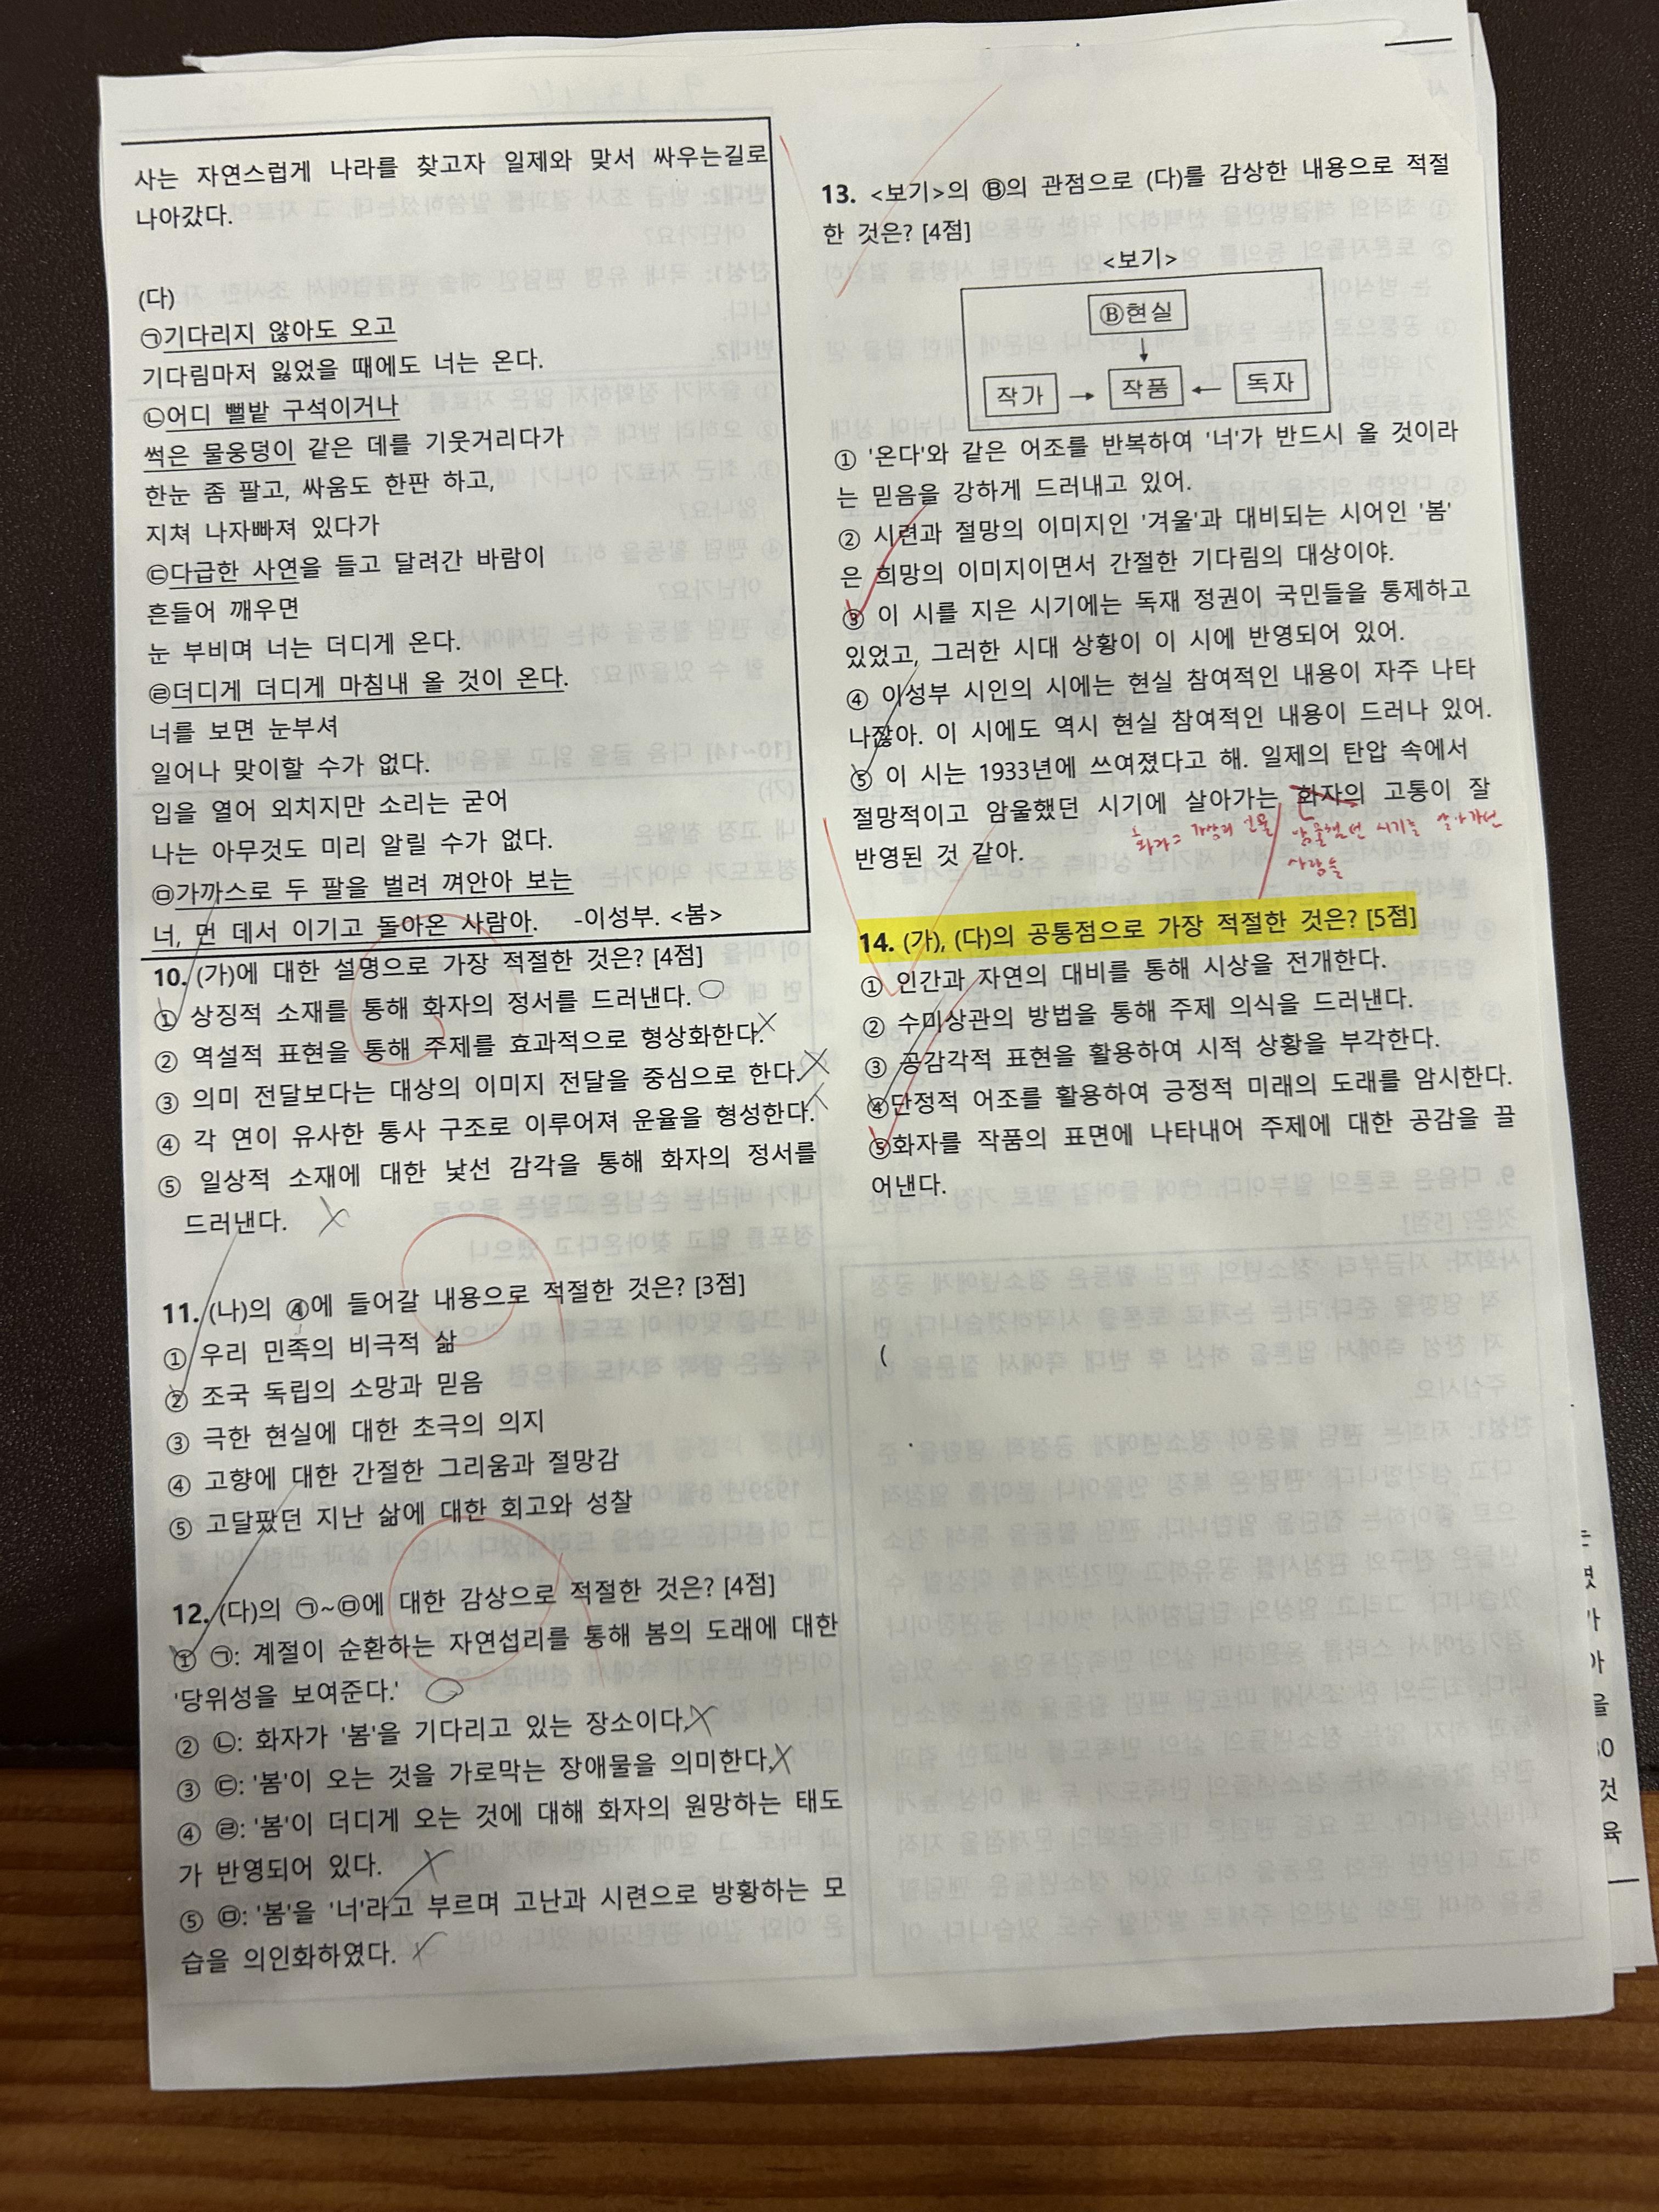 사는 자연스럽게 나라를 찾고자 일제와 맞서 싸우는길로
나아갔다.
(다)
㉠기다리지 않아도 오고
기다림마저 잃었을 때에도 너는 온다.
㉡어디 뻘밭 구석이거나
썩은 물웅덩이 같은 데를 기웃거리다가
한눈 좀 팔고, 싸움도 한판 하고,
지쳐 나자빠져 있다가
㉢다급한 사연을 들고 달려간 바람이
흔들어 깨우면
눈 부비며 너는 더디게 온다.
㉣더디게 더디게 마침내 올 것이 온다.
너를 보면 눈부셔
일어나 맞이할 수가 없다.
입을 열어 외치지만 소리는 굳어
나는 아무것도 미리 알릴 수가 없다.
㉤가까스로 두 팔을 벌려 껴안아 보는
너, 먼 데서 이기고 돌아온 사람아. -이성부. <봄>
10. (가)에 대한 설명으로 가장 적절한 것은? [4점]
① 상징적 소재를 통해 화자의 정서를 드러낸다.
② 역설적 표현을 통해 주제를 효과적으로 형상화한다.
③ 의미 전달보다는 대상의 이미지 전달을 중심으로 한다.
④ 각 연이 유사한 통사 구조로 이루어져 운율을 형성한다.
⑤ 일상적 소재에 대한 낯선 감각을 통해 화자의 정서를
드러낸다.
11. (나)의 Ⓐ에 들어갈 내용으로 적절한 것은? [3점]
① 우리 민족의 비극적 삶
② 조국 독립의 소망과 믿음
③ 극한 현실에 대한 초극의 의지
④ 고향에 대한 간절한 그리움과 절망감
⑤ 고달팠던 지난 삶에 대한 회고와 성찰
12. (다)의 ㉠~㉤에 대한 감상으로 적절한 것은? [4점]
① ㉠: 계절이 순환하는 자연섭리를 통해 봄의 도래에 대한
'당위성을 보여준다.'
② ㉡: 화자가 '봄'을 기다리고 있는 장소이다.
③ ㉢: '봄'이 오는 것을 가로막는 장애물을 의미한다.
④ ㉣: '봄'이 더디게 오는 것에 대해 화자의 원망하는 태도
가 반영되어 있다.
⑤ ㉤: '봄'을 '너'라고 부르며 고난과 시련으로 방황하는 모
습을 의인화하였다.
13. <보기>의 Ⓑ의 관점으로 (다)를 감상한 내용으로 적절
한 것은? [4점]
<보기>
Ⓑ현실
↓
작가 → 작품 ← 독자
① '온다'와 같은 어조를 반복하여 '너'가 반드시 올 것이라
는 믿음을 강하게 드러내고 있어.
② 시련과 절망의 이미지인 '겨울'과 대비되는 시어인 '봄'
은 희망의 이미지이면서 간절한 기다림의 대상이야.
③ 이 시를 지은 시기에는 독재 정권이 국민들을 통제하고
있었고, 그러한 시대 상황이 이 시에 반영되어 있어.
④ 이성부 시인의 시에는 현실 참여적인 내용이 자주 나타
나잖아. 이 시에도 역시 현실 참여적인 내용이 드러나 있어.
⑤ 이 시는 1933년에 쓰여졌다고 해. 일제의 탄압 속에서
절망적이고 암울했던 시기에 살아가는 화자의 고통이 잘
화자= 가상의 인물 암울했던 시기를 살아가던
사람들
반영된 것 같아.
14. (가), (다)의 공통점으로 가장 적절한 것은? [5점]
① 인간과 자연의 대비를 통해 시상을 전개한다.
② 수미상관의 방법을 통해 주제 의식을 드러낸다.
③ 공감각적 표현을 활용하여 시적 상황을 부각한다.
④단정적 어조를 활용하여 긍정적 미래의 도래를 암시한다.
⑤화자를 작품의 표면에 나타내어 주제에 대한 공감을 끌
어낸다.